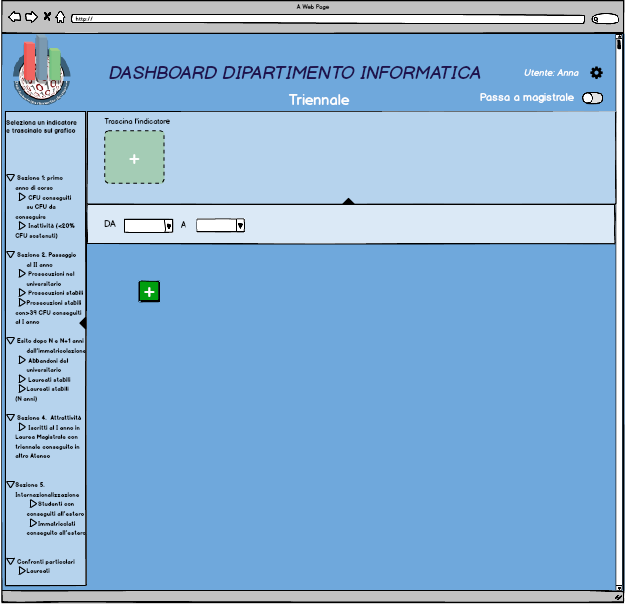 A Web Page
http://
DASHBOARD DIPARTIMENTO INFORMATICA
Utente: Anna
Triennale
Passa a magistrale
Seleziona un indicatore
e trascinalo sul grafico
Trascina l'indicatore
+
DA
A
+
Sezione 1: primo
anno di corso
CFU conseguiti
su CFU da
conseguire
Inattività (<20%
CFU sostenuti)
Sezione 2. Passaggio
al II anno
Prosecuzioni nel
universitario
Prosecuzioni stabili
Prosecuzioni stabili
con>39 CFU conseguiti
al I anno
Esito dopo N e N+1 anni
dall'immatricolazione
Abbandoni del
universitario
Laureati stabili
Laureati stabili
(N anni)
Sezione 4. Attrattività
Iscritti al I anno in
Laurea Magistrale con
triennale conseguito in
altro Ateneo
Sezione 5.
Internazionalizzazione
Studenti con
conseguiti all'estero
Immatricolati
conseguito all'estero
Confronti particolari
Laureati